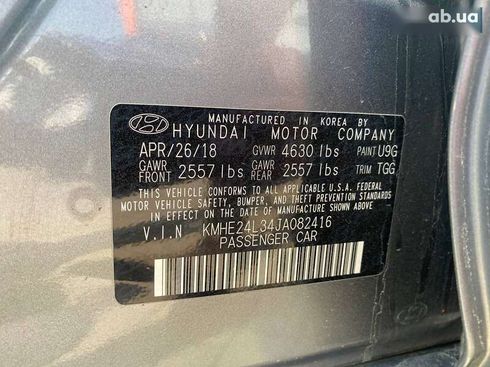 ab.ua
MANUFACTURED IN KOREA BY
HYUNDAI MOTOR COMPANY
APR/26/18 GVWR 4630 lbs PAINT U9G
GAWR FRONT 2557 lbs GAWR REAR 2557 lbs TRIM TGG
THIS VEHICLE CONFORMS TO ALL APPLICABLE U.S.A. FEDERAL
MOTOR VEHICLE SAFETY, BUMPER, AND THEFT PREVENTION
STANDARDS IN EFFECT ON THE DATE OF MANUFACTURE SHOWN ABOVE.
V.I.N KMHE24L34JA082416
PASSENGER CAR